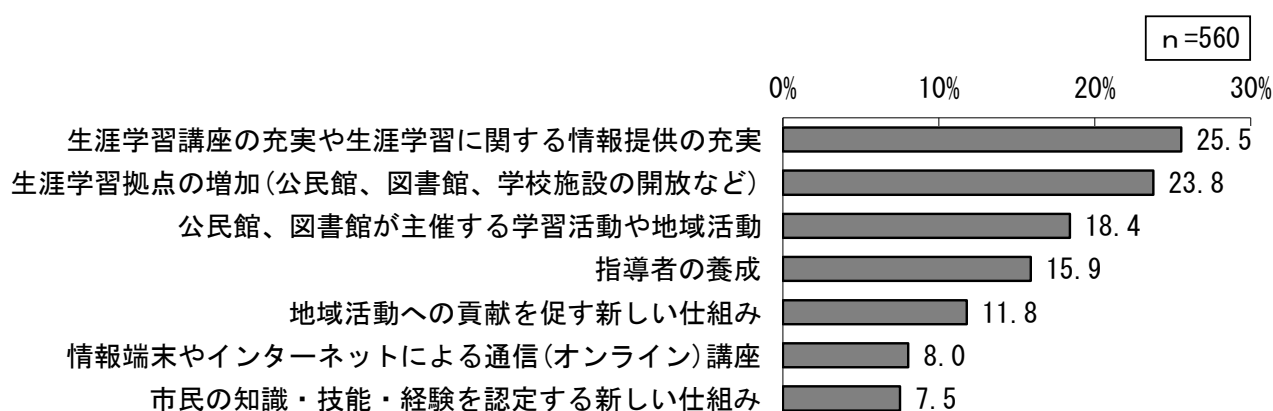 n=560
0% 10% 20% 30%
生涯学習講座の充実や生涯学習に関する情報提供の充実 25.5
生涯学習拠点の増加(公民館、図書館、学校施設の開放など) 23.8
公民館、図書館が主催する学習活動や地域活動 18.4
指導者の養成 15.9
地域活動への貢献を促す新しい仕組み 11.8
情報端末やインターネットによる通信(オンライン)講座 8.0
市民の知識・技能・経験を認定する新しい仕組み 7.5